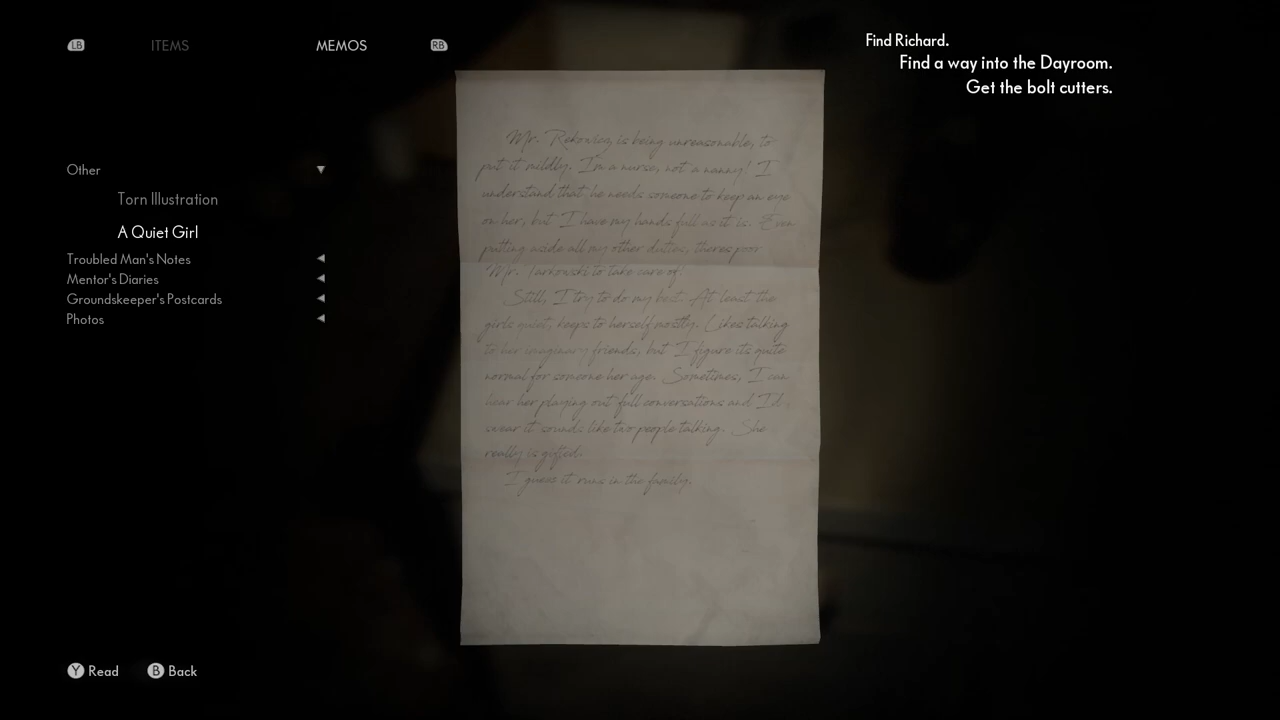 LB
ITEMS
MEMOS
RB
Find Richard.
Find a way into the Dayroom.
Get the bolt cutters.
Other
Torn Illustration
A Quiet Girl
Troubled Man's Notes
Mentor's Diaries
Groundskeeper's Postcards
Photos
Mr. Rekowicz is being unreasonable, to
put it mildly. I'm a nurse, not a nanny! I
understand that he needs someone to keep an eye
on her, but I have my hands full as it is. Even
putting aside all my other duties, theres poor
Mr. Tarkowski to take care of!
Still, I try to do my best. At least the
girls quiet, keeps to herself mostly. Likes talking
to her imaginary friends, but I figure its quite
normal for someone her age. Sometimes, I can
hear her playing out full conversations and I'd
swear it sounds like two people talking. She
really is gifted.
I guess it runs in the family.
Y Read
B Back